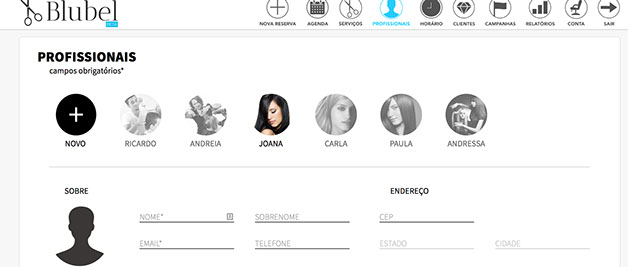 Blubel
BETA
NOVA RESERVA AGENDA SERVIÇOS PROFISSIONAIS HORÁRIO CLIENTES CAMPANHAS RELATÓRIOS CONTA SAIR
PROFISSIONAIS
campos obrigatórios*
NOVO RICARDO ANDREIA JOANA CARLA PAULA ANDRESSA
SOBRE ENDEREÇO
NOME* SOBRENOME CEP
EMAIL* TELEFONE ESTADO CIDADE